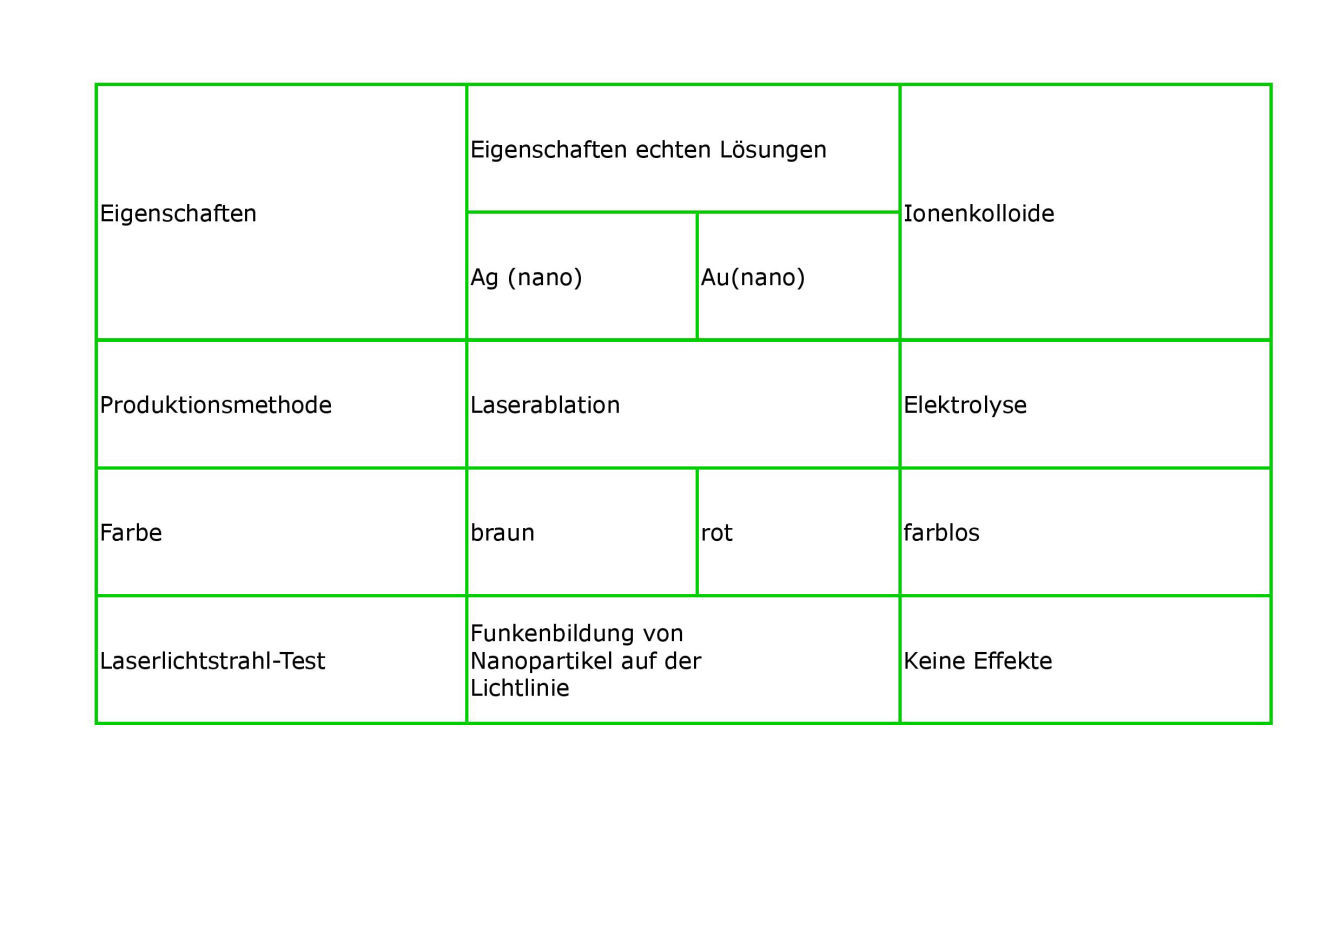 Eigenschaften
Eigenschaften echten Lösungen
Ionenkolloide
Ag (nano)
Au(nano)
Produktionsmethode
Laserablation
Elektrolyse
Farbe
braun
rot
farblos
Laserlichtstrahl-Test
Funkenbildung von
Nanopartikel auf der
Lichtlinie
Keine Effekte